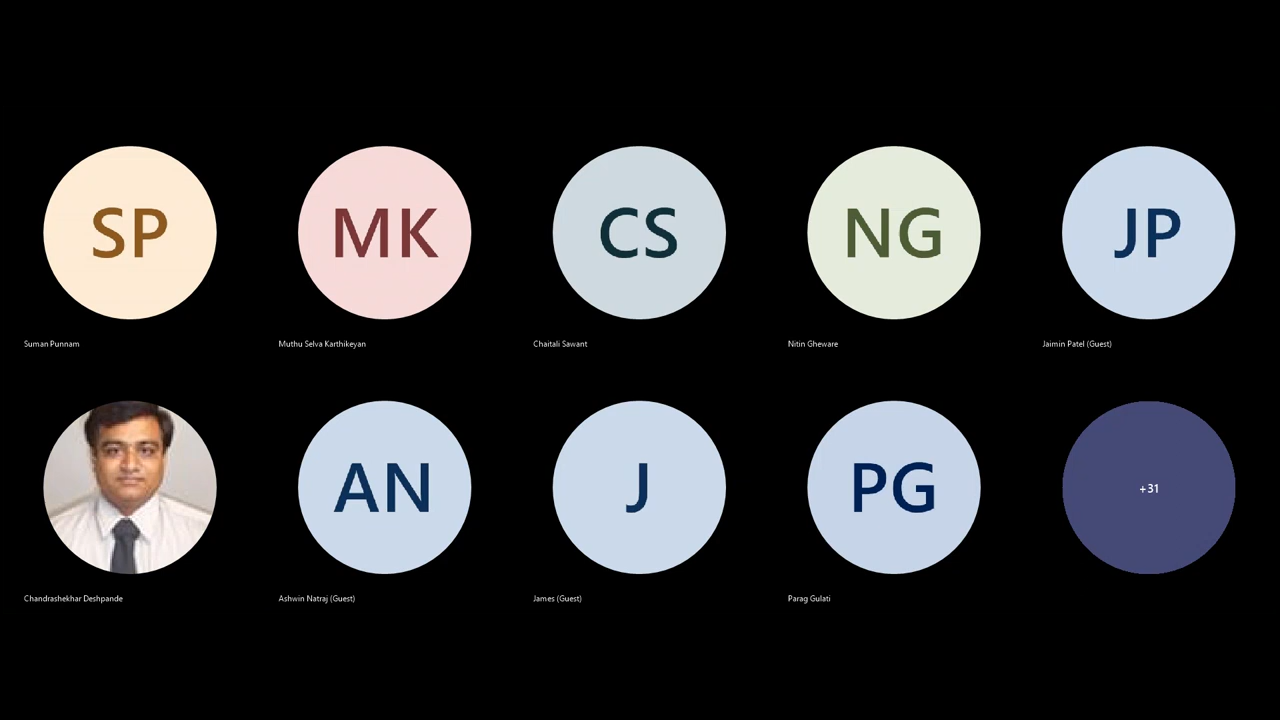 SP
MK
CS
NG
JP
Suman Punnam
Muthu Selva Karthikeyan
Chaitali Sawant
Nitin Gheware
Jaimin Patel (Guest)
AN
J
PG
+31
Chandrashekhar Deshpande
Ashwin Natraj (Guest)
James (Guest)
Parag Gulati